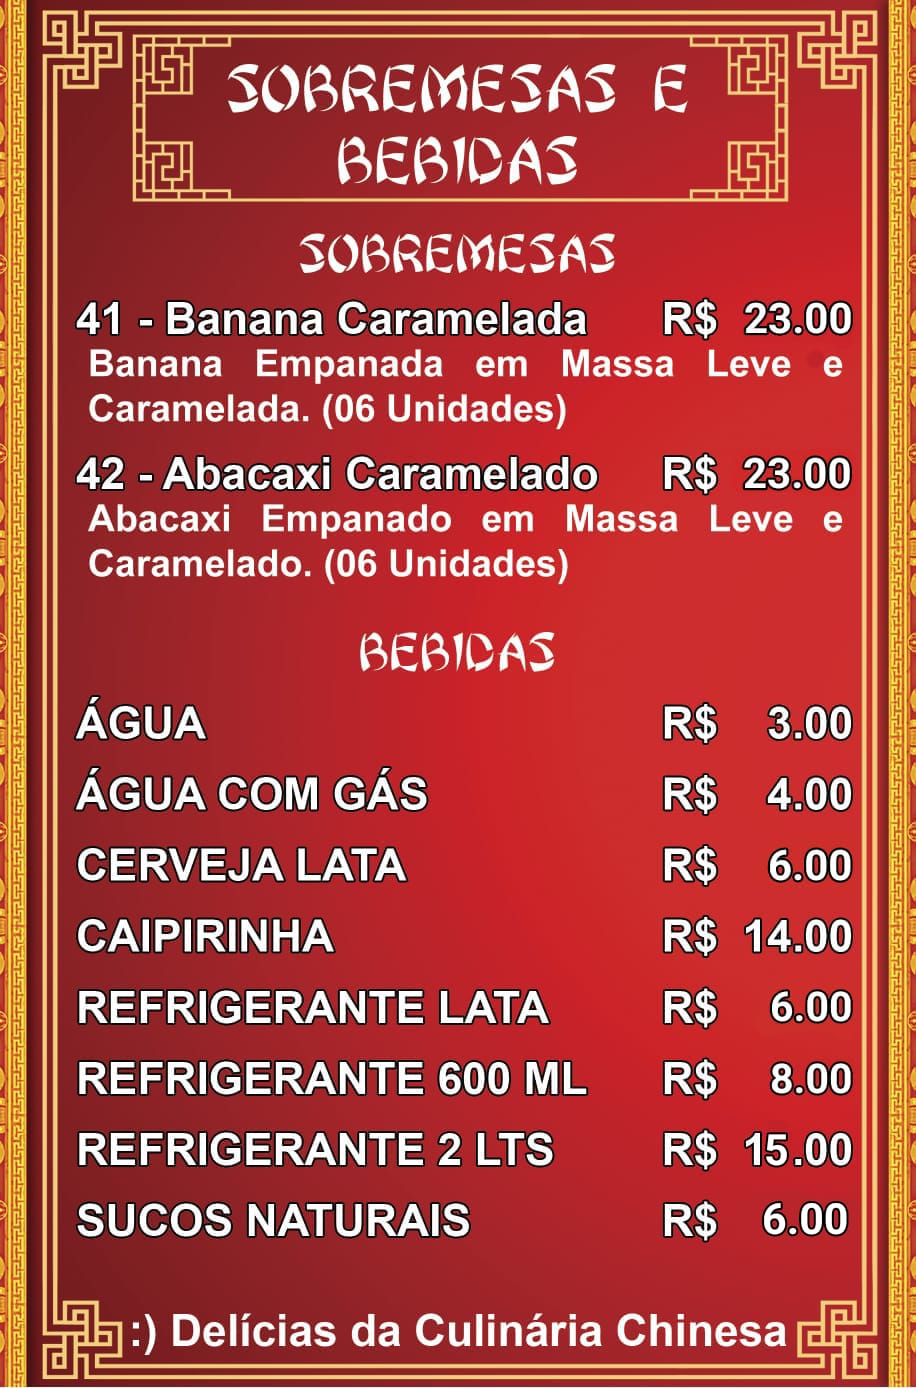 SOBREMESAS E
BEBIDAS
SOBREMESAS
41 - Banana Caramelada R$ 23.00
Banana Empanada em Massa Leve e
Caramelada. (06 Unidades)
42 - Abacaxi Caramelado R$ 23.00
Abacaxi Empanado em Massa Leve e
Caramelado. (06 Unidades)
BEBIDAS
ÁGUA R$ 3.00
ÁGUA COM GÁS R$ 4.00
CERVEJA LATA R$ 6.00
CAIPIRINHA R$ 14.00
REFRIGERANTE LATA R$ 6.00
REFRIGERANTE 600 ML R$ 8.00
REFRIGERANTE 2 LTS R$ 15.00
SUCOS NATURAIS R$ 6.00
:) Delícias da Culinária Chinesa